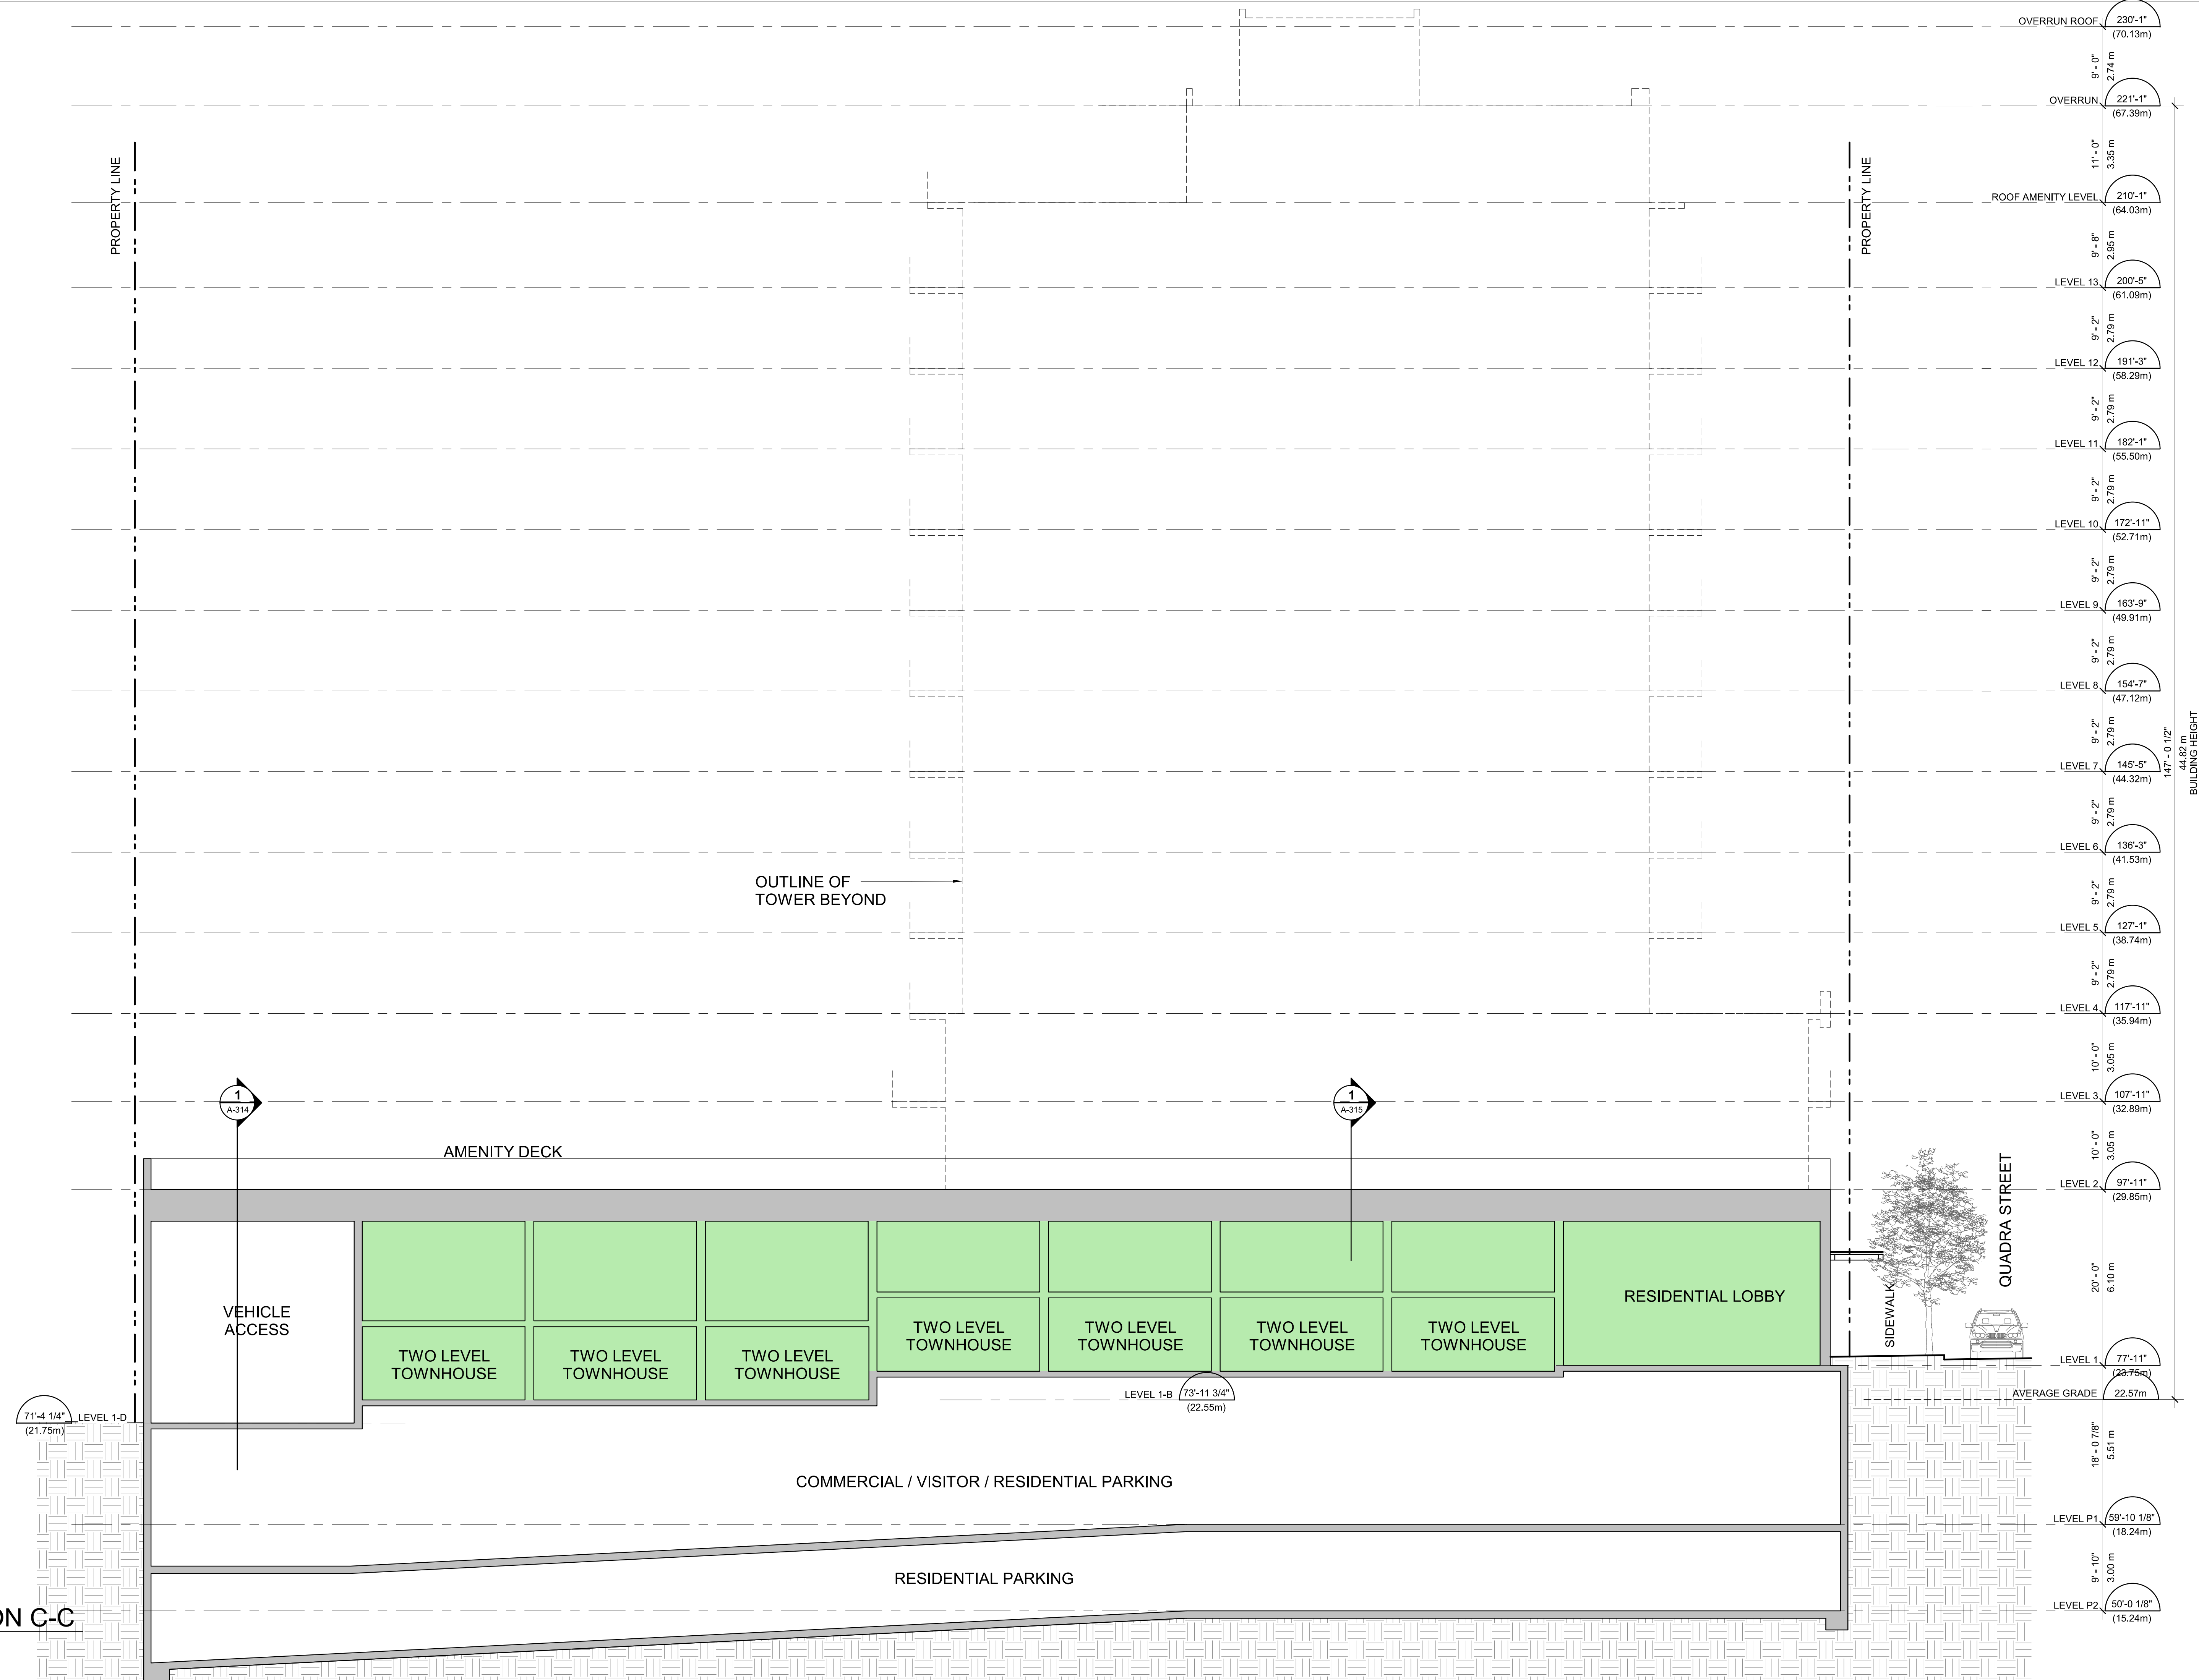 OVERRUN ROOF 230'-1"
(70.13m)
9' - 0"
2.74 m
OVERRUN 221'-1"
(67.39m)
11' - 0"
3.35 m
PROPERTY LINE
PROPERTY LINE
ROOF AMENITY LEVEL 210'-1"
(64.03m)
9' - 8"
2.95 m
LEVEL 13 200'-5"
(61.09m)
9' - 2"
2.79 m
LEVEL 12 191'-3"
(58.29m)
9' - 2"
2.79 m
LEVEL 11 182'-1"
(55.50m)
9' - 2"
2.79 m
LEVEL 10 172'-11"
(52.71m)
9' - 2"
2.79 m
LEVEL 9 163'-9"
(49.91m)
9' - 2"
2.79 m
LEVEL 8 154'-7"
(47.12m)
9' - 2"
2.79 m
147' - 0 1/2"
44.82 m
BUILDING HEIGHT
LEVEL 7 145'-5"
(44.32m)
9' - 2"
2.79 m
LEVEL 6 136'-3"
(41.53m)
OUTLINE OF
TOWER BEYOND
9' - 2"
2.79 m
LEVEL 5 127'-1"
(38.74m)
9' - 2"
2.79 m
LEVEL 4 117'-11"
(35.94m)
10' - 0"
3.05 m
1
A-314
1
A-315
LEVEL 3 107'-11"
(32.89m)
10' - 0"
3.05 m
AMENITY DECK
LEVEL 2 97'-11"
(29.85m)
QUADRA STREET
20' - 0"
6.10 m
SIDEWALK
VEHICLE
ACCESS
RESIDENTIAL LOBBY
TWO LEVEL
TOWNHOUSE
TWO LEVEL
TOWNHOUSE
TWO LEVEL
TOWNHOUSE
TWO LEVEL
TOWNHOUSE
TWO LEVEL
TOWNHOUSE
TWO LEVEL
TOWNHOUSE
TWO LEVEL
TOWNHOUSE
LEVEL 1 77'-11"
(23.75m)
LEVEL 1-B 73'-11 3/4"
(22.55m)
AVERAGE GRADE 22.57m
71'-4 1/4" LEVEL 1-D
(21.75m)
18' - 0 7/8"
5.51 m
COMMERCIAL / VISITOR / RESIDENTIAL PARKING
LEVEL P1 59'-10 1/8"
(18.24m)
9' - 10"
3.00 m
RESIDENTIAL PARKING
LEVEL P2 50'-0 1/8"
(15.24m)
ON C-C